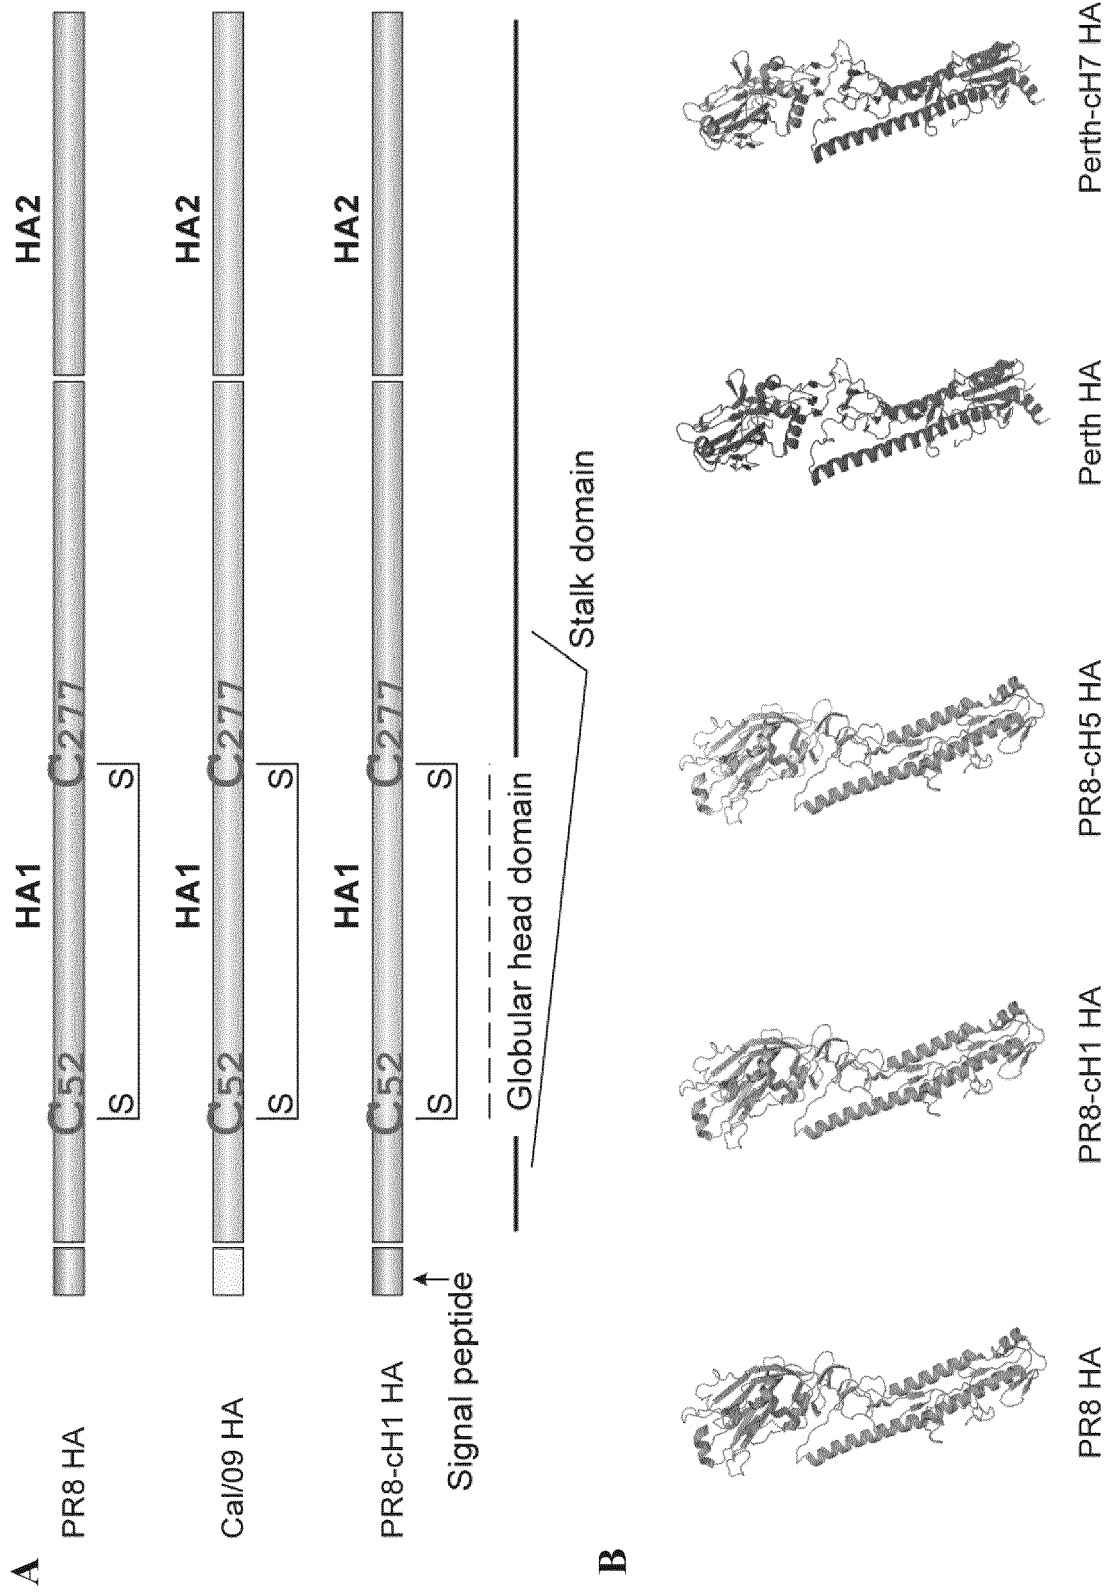 A
HA1
HA2
PR8 HA
C52
C277
S
S
HA1
HA2
Cal/09 HA
C52
C277
S
S
HA1
HA2
PR8-cH1 HA
C52
C277
S
S
Signal peptide
Globular head domain
Stalk domain
B
PR8 HA
PR8-cH1 HA
PR8-cH5 HA
Perth HA
Perth-cH7 HA